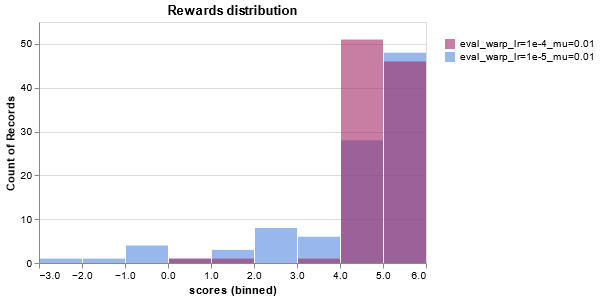 Rewards distribution
eval_warp_lr=1e-4_mu=0.01
eval_warp_lr=1e-5_mu=0.01
Count of Records
50
40
30
20
10
0
−3.0 −2.0 −1.0 0.0 1.0 2.0 3.0 4.0 5.0 6.0
scores (binned)